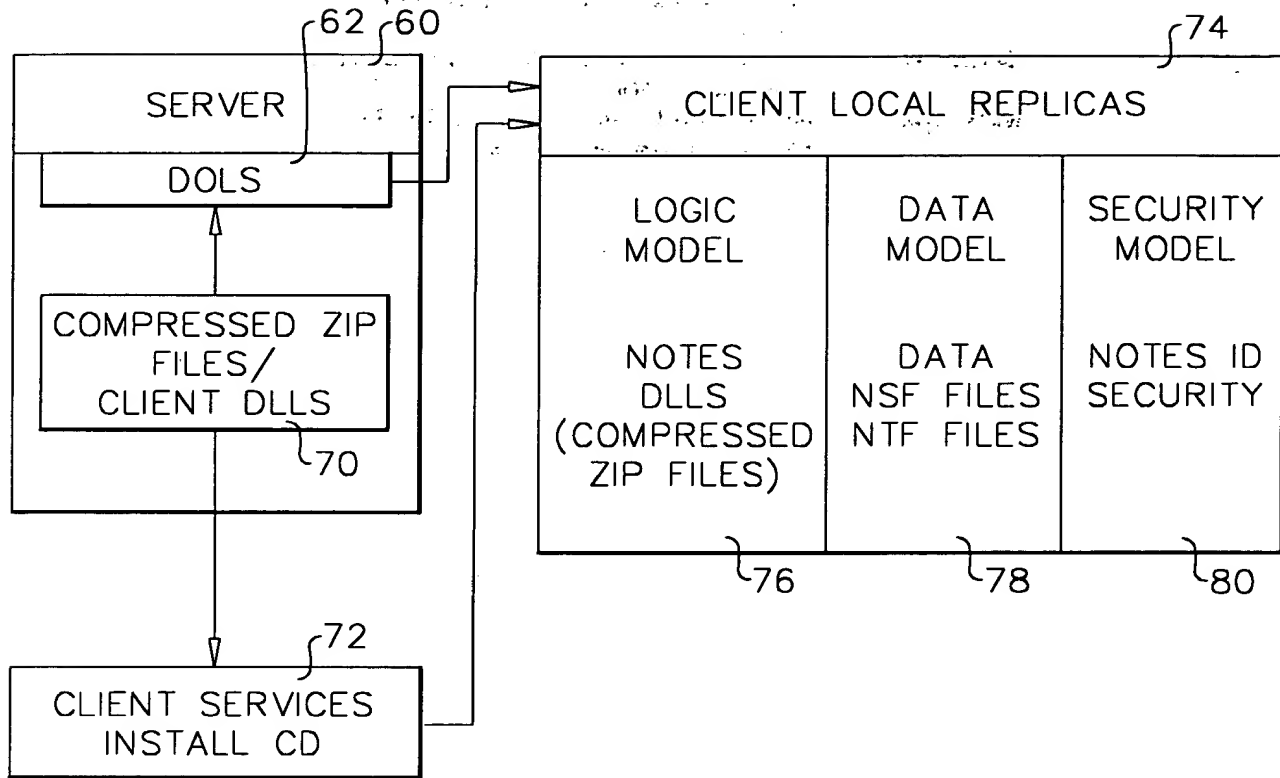 62
60
SERVER
DOLS
COMPRESSED ZIP
FILES/
CLIENT DLLS
70
72
CLIENT SERVICES
INSTALL CD
74
CLIENT LOCAL REPLICAS
LOGIC
MODEL
NOTES
DLLS
(COMPRESSED
ZIP FILES)
76
DATA
MODEL
DATA
NSF FILES
NTF FILES
78
SECURITY
MODEL
NOTES ID
SECURITY
80